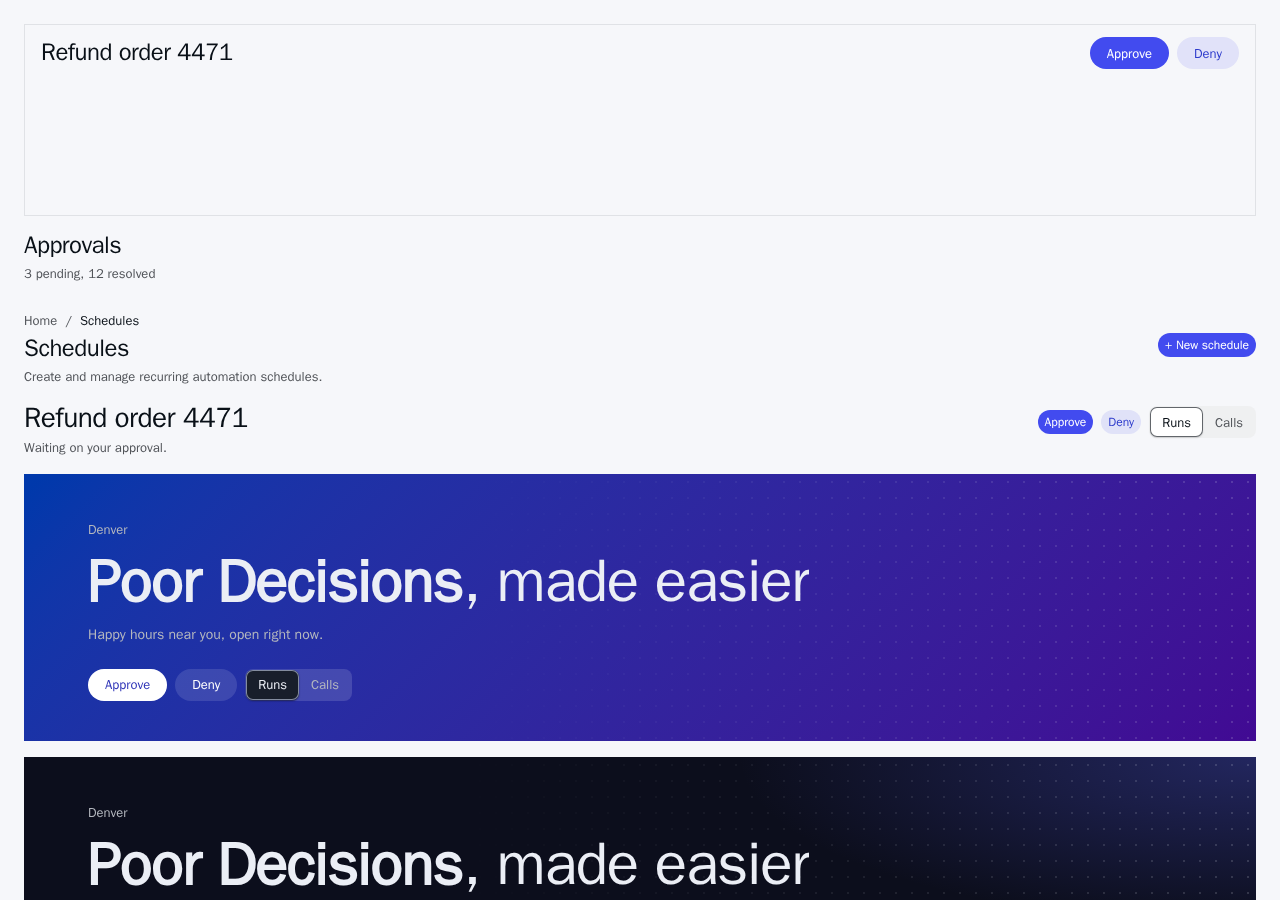 Refund order 4471 Approve Deny
Approvals
3 pending, 12 resolved
Home / Schedules
Schedules + New schedule
Create and manage recurring automation schedules.
Refund order 4471 Approve Deny Runs Calls
Waiting on your approval.
Denver
Poor Decisions, made easier
Happy hours near you, open right now.
Approve Deny Runs Calls
Denver
Poor Decisions, made easier